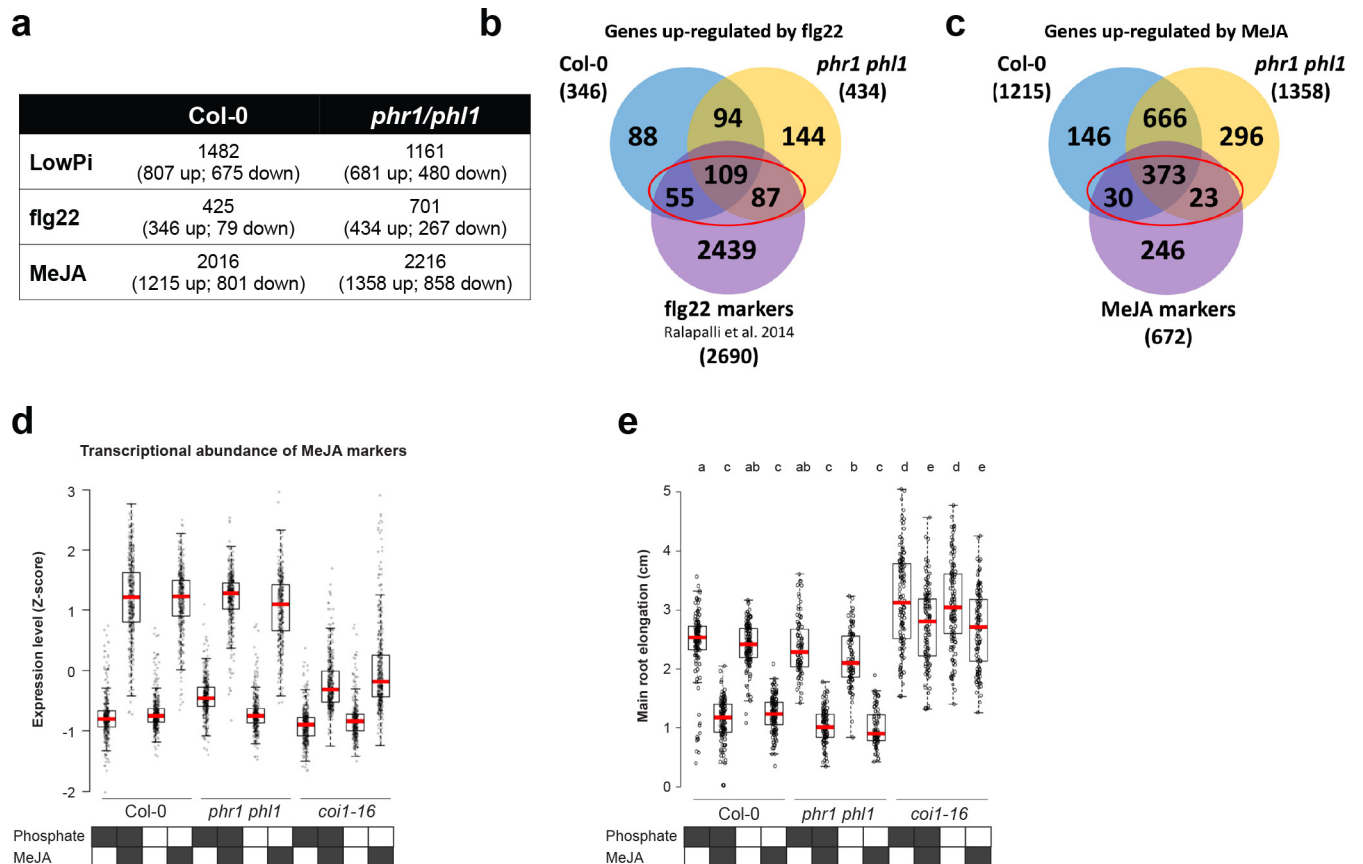 a
Col-0 phr1/phl1
LowPi 1482 1161
(807 up; 675 down) (681 up; 480 down)
flg22 425 701
(346 up; 79 down) (434 up; 267 down)
MeJA 2016 2216
(1215 up; 801 down) (1358 up; 858 down)
b
Genes up-regulated by flg22
Col-0 phr1 phl1
(346) (434)
88 94 144
109
55 87
2439
flg22 markers
Ralapalli et al. 2014
(2690)
c
Genes up-regulated by MeJA
Col-0 phr1 phl1
(1215) (1358)
146 666 296
373
30 23
246
MeJA markers
(672)
d
Transcriptional abundance of MeJA markers
Expression level (Z-score)
3
2
1
0
-1
-2
Col-0 phr1 phl1 coi1-16
Phosphate
MeJA
e
a c ab c ab c b c d e d e
Main root elongation (cm)
5
4
3
2
1
0
Col-0 phr1 phl1 coi1-16
Phosphate
MeJA